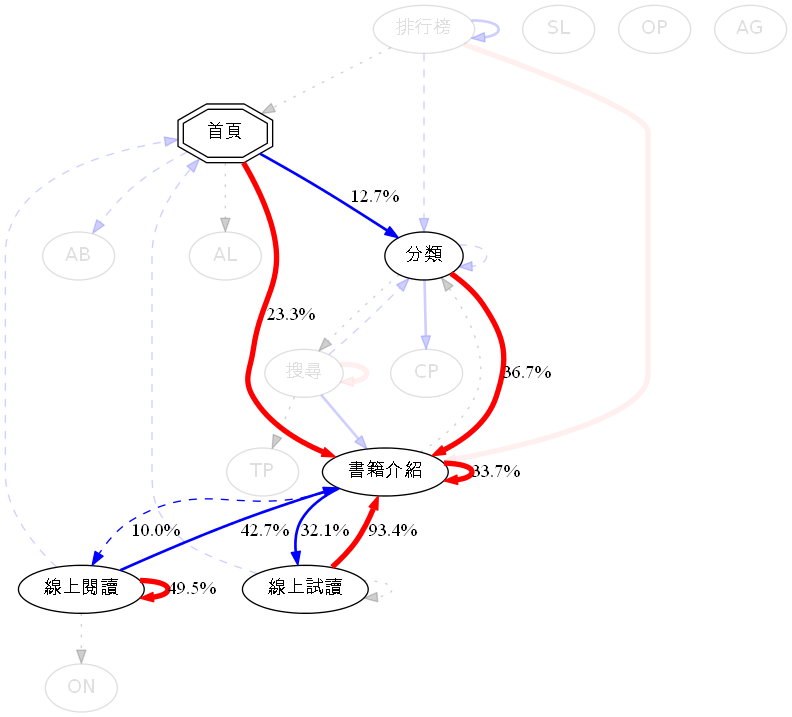 排行榜
SL
OP
AG
首頁
12.7%
AB
AL
分類
23.3%
搜尋
CP
36.7%
TP
書籍介紹
33.7%
10.0%
42.7%
32.1%
93.4%
線上閱讀
49.5%
線上試讀
ON